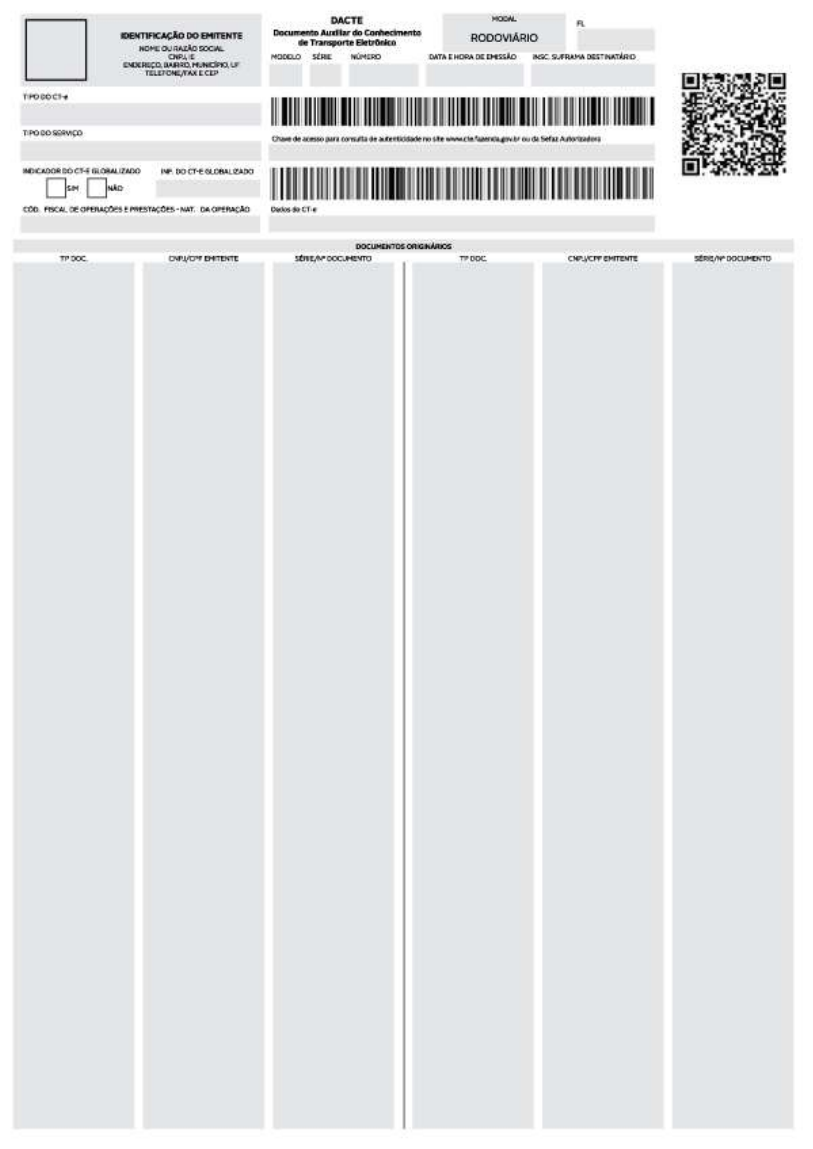 IDENTIFICAÇÃO DO EMITENTE
NOME OU RAZÃO SOCIAL
CNPJ, IE
ENDEREÇO, BAIRRO, MUNICÍPIO, UF
TELEFONE/FAX E CEP
DACTE
Documento Auxiliar do Conhecimento
de Transporte Eletrônico
MODAL
RODOVIÁRIO
FL
MODELO SÉRIE NÚMERO DATA E HORA DE EMISSÃO INSC. SUFRAMA DESTINATÁRIO
TIPO DO CT-e
TIPO DO SERVIÇO
Chave de acesso para consulta de autenticidade no site www.cte.fazenda.gov.br ou da Sefaz Autorizadora
INDICADOR DO CT-E GLOBALIZADO INF. DO CT-E GLOBALIZADO
SIM NÃO
CÓD. FISCAL DE OPERAÇÕES E PRESTAÇÕES - NAT. DA OPERAÇÃO
Dados do CT-e
DOCUMENTOS ORIGINÁRIOS
TP DOC. CNPJ/CPF EMITENTE SÉRIE/Nº DOCUMENTO TP DOC. CNPJ/CPF EMITENTE SÉRIE/Nº DOCUMENTO